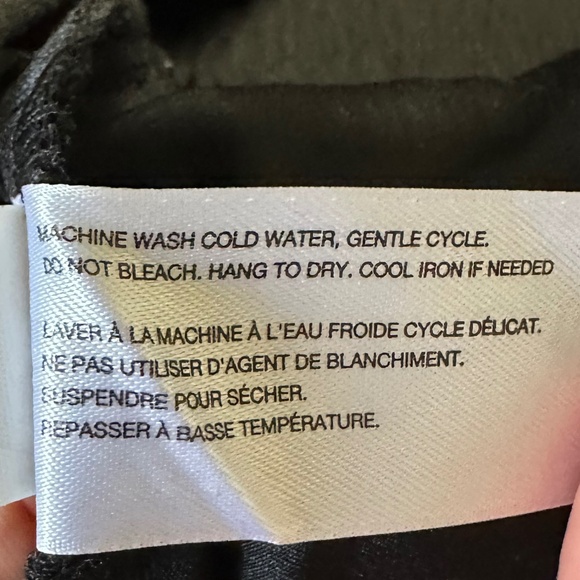 MACHINE WASH COLD WATER, GENTLE CYCLE.
DO NOT BLEACH. HANG TO DRY. COOL IRON IF NEEDED
LAVER À LA MACHINE À L'EAU FROIDE CYCLE DÉLICAT.
NE PAS UTILISER D'AGENT DE BLANCHIMENT.
SUSPENDRE POUR SÉCHER.
REPASSER À BASSE TEMPÉRATURE.